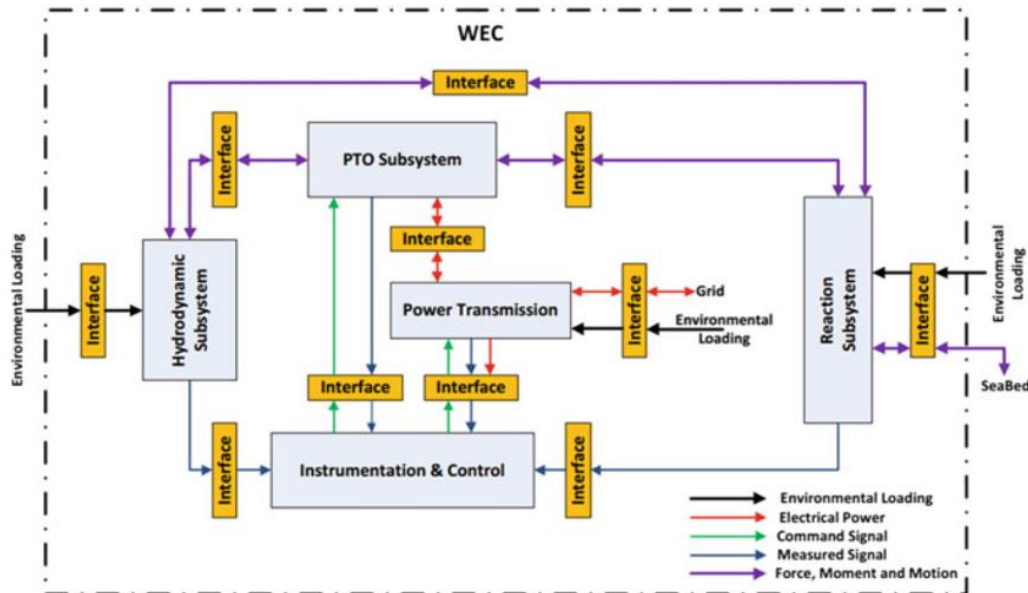 WEC
Interface
Interface
PTO Subsystem
Interface
Interface
Environmental Loading
Interface
Hydrodynamic
Subsystem
Power Transmission
Interface
Grid
Environmental
Loading
Reaction
Subsystem
Interface
Environmental
Loading
SeaBed
Interface
Interface
Interface
Instrumentation & Control
Interface
Environmental Loading
Electrical Power
Command Signal
Measured Signal
Force, Moment and Motion